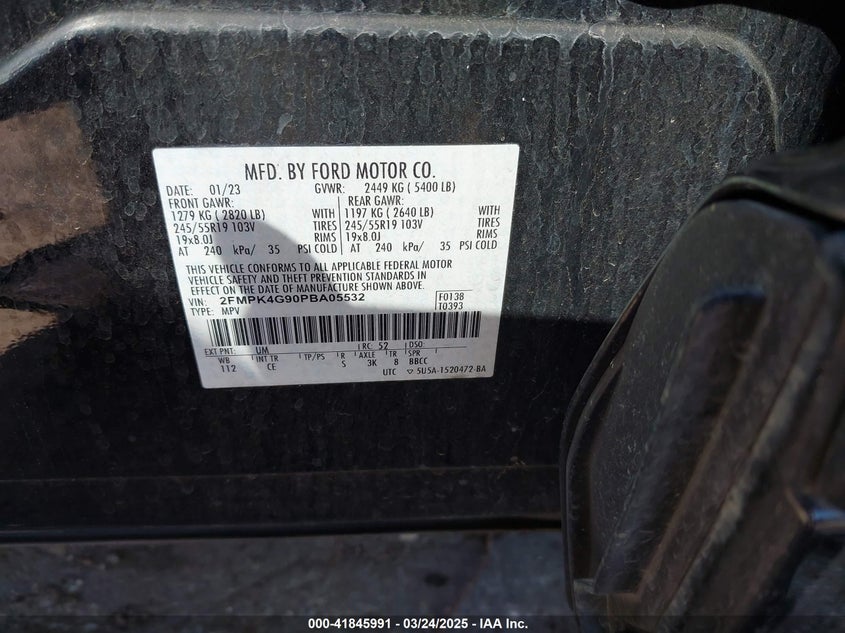 MFD. BY FORD MOTOR CO.
DATE: 01/23 GVWR: 2449 KG ( 5400 LB)
FRONT GAWR: REAR GAWR:
1279 KG ( 2820 LB) WITH 1197 KG ( 2640 LB) WITH
245/55R19 103V TIRES 245/55R19 103V TIRES
19x8.0J RIMS 19x8.0J RIMS
AT 240 kPa/ 35 PSI COLD AT 240 kPa/ 35 PSI COLD
THIS VEHICLE CONFORMS TO ALL APPLICABLE FEDERAL MOTOR
VEHICLE SAFETY AND THEFT PREVENTION STANDARDS IN
EFFECT ON THE DATE OF MANUFACTURE SHOWN ABOVE.
VIN: 2FMPK4G90PBA05532 F0138
TYPE: MPV T0393
EXT PNT: UM RC: 52 DSO:
WB INT TR TP/PS R AXLE TR SPR
112 CE S 3K 8 BBCC
UTC ▽ 5U5A-1520472-BA
000-41845991 - 03/24/2025 - IAA Inc.